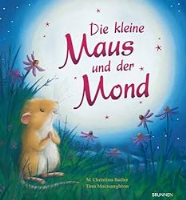 Die kleine
Maus
und der
Mond
M. Christina Butler
Tina Macnaughton
BRUNNEN